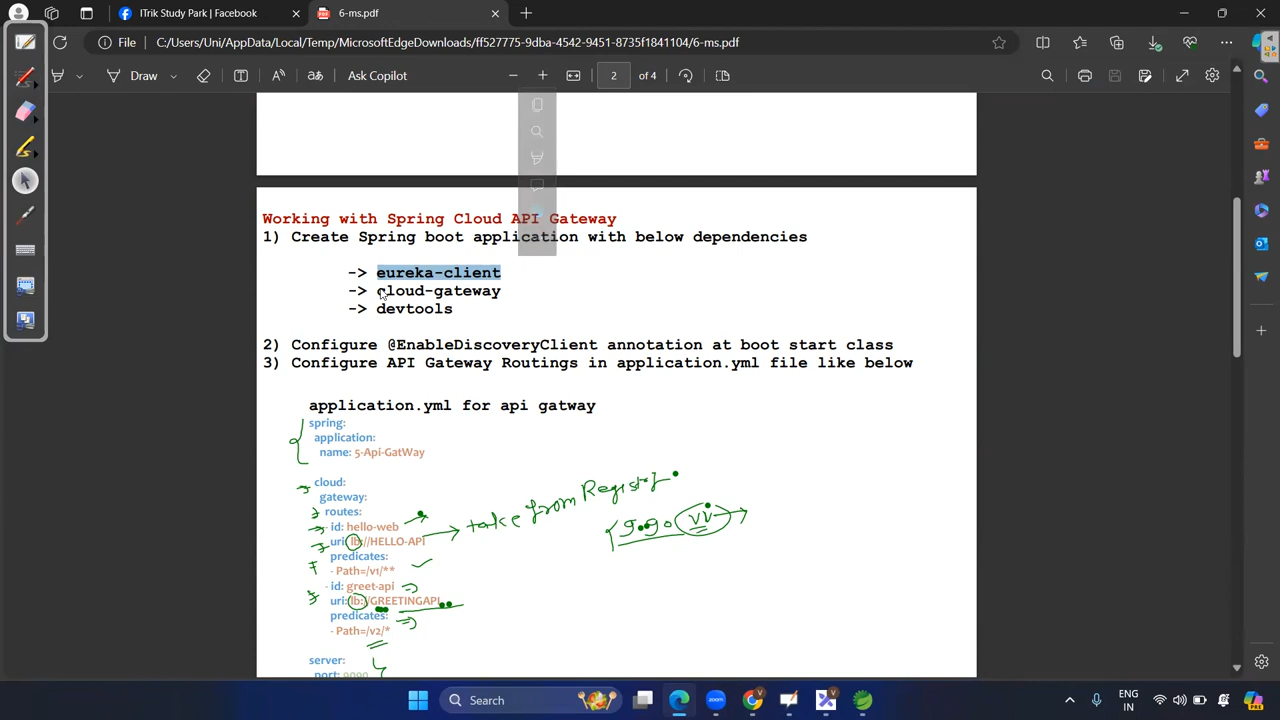 ITrik Study Park | Facebook
6-ms.pdf
File
C:/Users/Uni/AppData/Local/Temp/MicrosoftEdgeDownloads/ff527775-9dba-4542-9451-8735f1841104/6-ms.pdf
Draw
Ask Copilot
2 of 4
Working with Spring Cloud API Gateway
1) Create Spring boot application with below dependencies
-> eureka-client
-> cloud-gateway
-> devtools
2) Configure @EnableDiscoveryClient annotation at boot start class
3) Configure API Gateway Routings in application.yml file like below
application.yml for api gatway
spring:
application:
name: 5-Api-GatWay
cloud:
gateway:
routes:
- id: hello-web
uri: lb://HELLO-API
take from
predicates:
- Path=/v1/**
- id: greet-api
uri: lb://GREETINGAPI
predicates:
- Path=/v2/*
server:
port: 9090
Search
ENG
IN